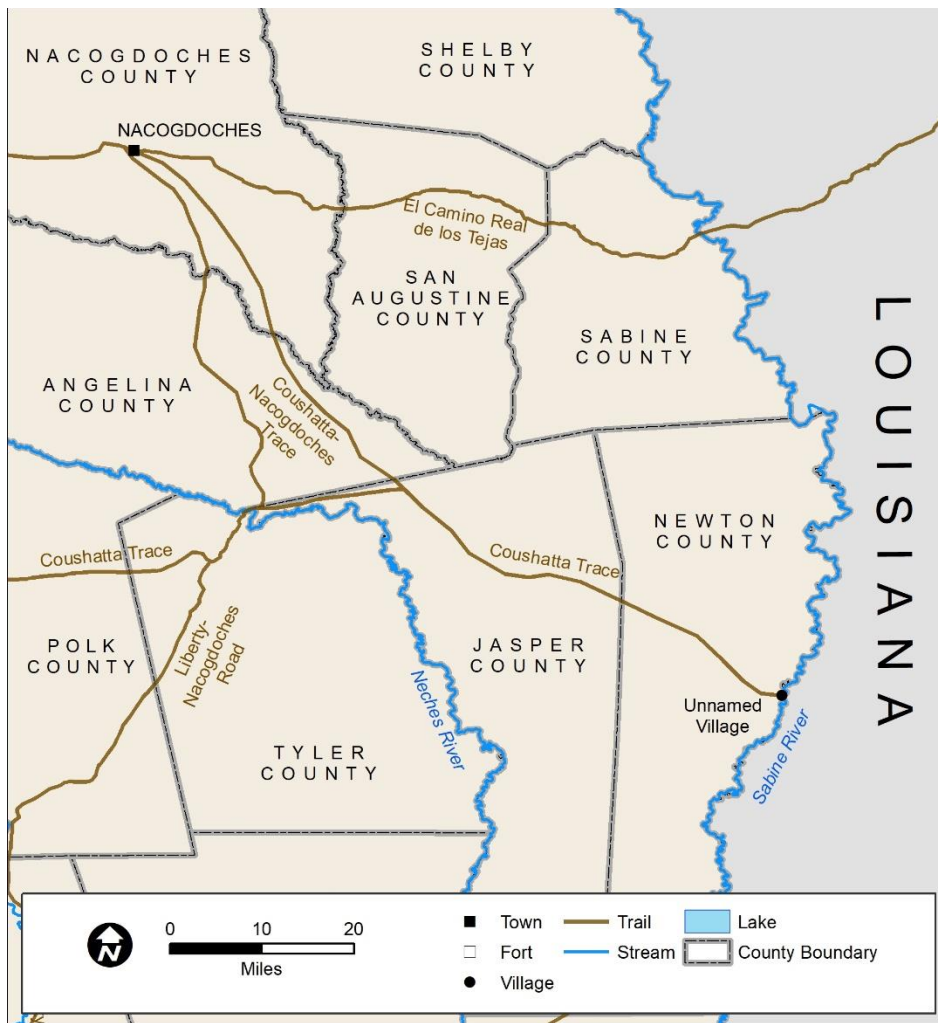 NACOGDOCHES
COUNTY
SHELBY
COUNTY
NACOGDOCHES
El Camino Real
de los Tejas
SAN
AUGUSTINE
COUNTY
SABINE
COUNTY
LOUISIANA
ANGELINA
COUNTY
Coushatta-
Nacogdoches
Trace
NEWTON
COUNTY
Coushatta Trace
Coushatta Trace
POLK
COUNTY
Liberty-
Nacogdoches
Road
JASPER
COUNTY
Neches River
Unnamed
Village
Sabine River
TYLER
COUNTY
N
0 10 20
Miles
Town
Fort
Village
Trail
Stream
Lake
County Boundary